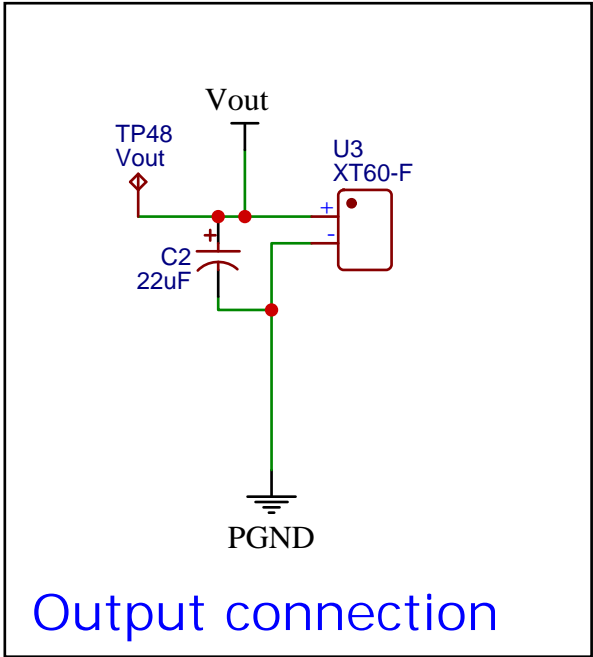 Vout
TP48
Vout
U3
XT60-F
+
-
+
C2
22uF
PGND
Output connection